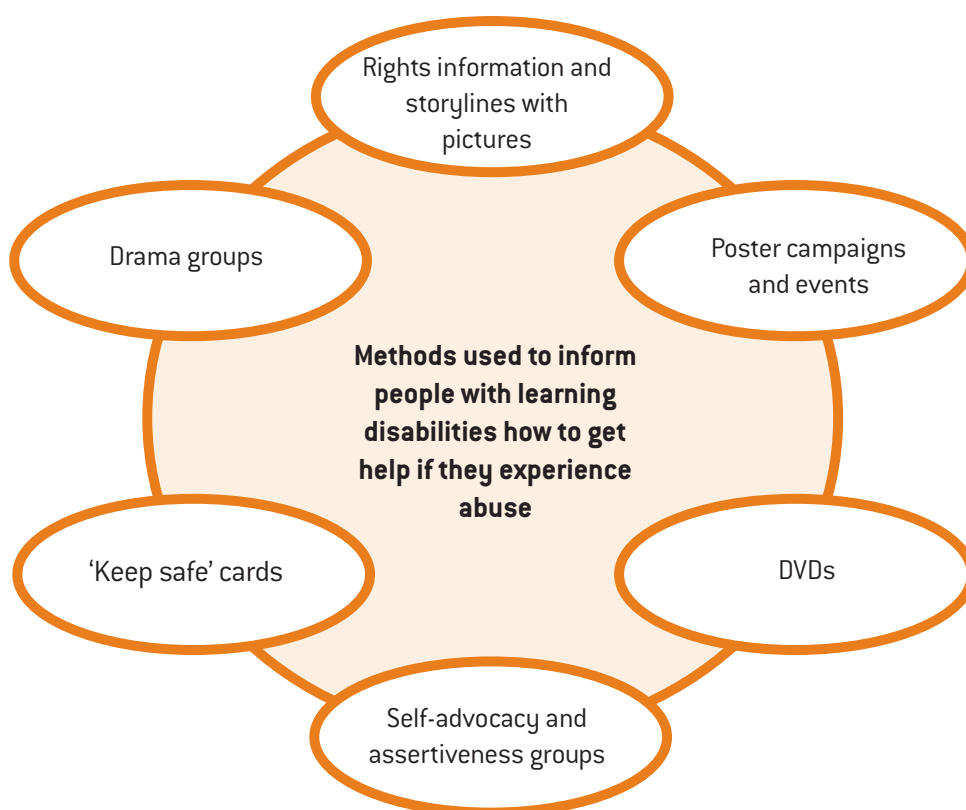 Rights information and
storylines with
pictures
Drama groups
Poster campaigns
and events
Methods used to inform
people with learning
disabilities how to get
help if they experience
abuse
‘Keep safe’ cards
DVDs
Self-advocacy and
assertiveness groups